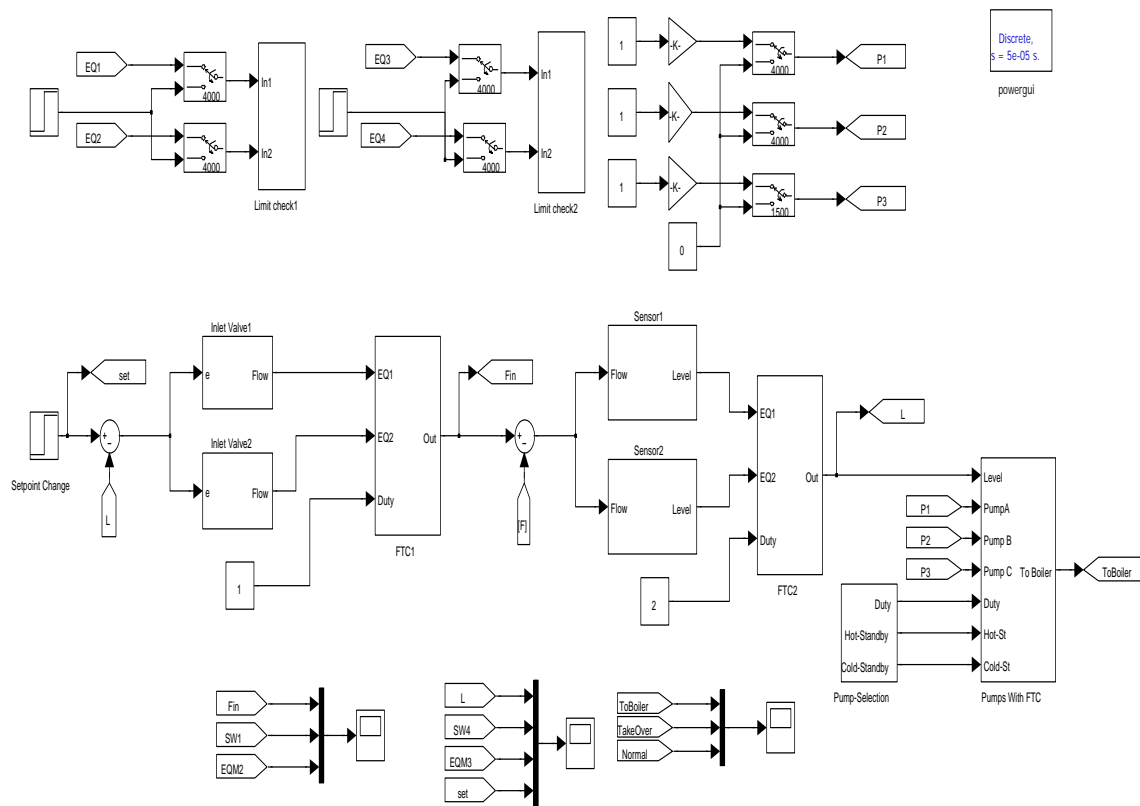 EQ1
4000
In1
EQ2
4000
In2
Limit check1
EQ3
4000
In1
EQ4
4000
In2
Limit check2
1
-K-
4000
P1
1
-K-
4000
P2
1
-K-
1500
P3
0
Discrete,
s = 5e-05 s.
powergui
Setpoint Change
set
+
−
L
Inlet Valve1
e
Flow
Inlet Valve2
e
Flow
1
EQ1
EQ2
Duty
Out
FTC1
Fin
+
−
[F]
Sensor1
Flow
Level
Sensor2
Flow
Level
2
EQ1
EQ2
Duty
Out
FTC2
L
P1
P2
P3
Duty
Hot-Standby
Cold-Standby
Pump-Selection
Level
PumpA
Pump B
Pump C
Duty
Hot-St
Cold-St
To Boiler
Pumps With FTC
ToBoiler
Fin
SW1
EQM2
L
SW4
EQM3
set
ToBoiler
TakeOver
Normal